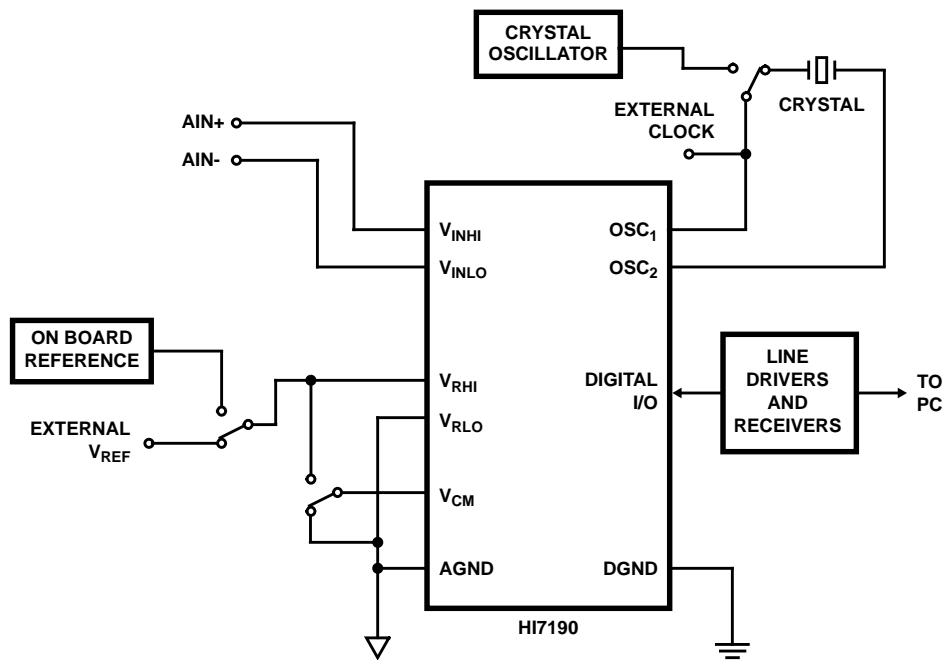 CRYSTAL
OSCILLATOR
CRYSTAL
EXTERNAL
CLOCK
AIN+
AIN-
V_INHI
V_INLO
OSC_1
OSC_2
ON BOARD
REFERENCE
EXTERNAL
V_REF
V_RHI
V_RLO
V_CM
AGND
DIGITAL
I/O
DGND
LINE
DRIVERS
AND
RECEIVERS
TO
PC
HI7190